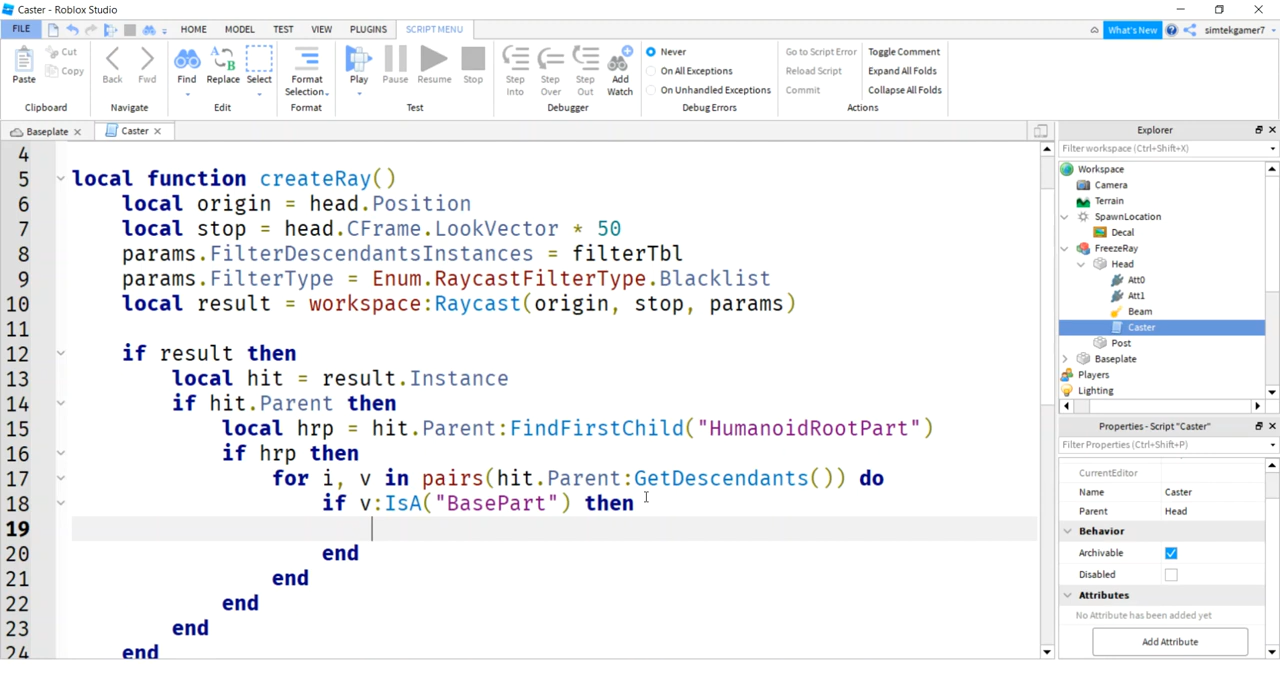 Caster - Roblox Studio
FILE HOME MODEL TEST VIEW PLUGINS SCRIPT MENU What's New simtekgamer7
Paste Cut Copy Back Fwd Find Replace Select Format Selection Play Pause Resume Stop Step Into Step Over Step Out Add Watch
Never
On All Exceptions
On Unhandled Exceptions
Go to Script Error
Reload Script
Commit
Toggle Comment
Expand All Folds
Collapse All Folds
Clipboard Navigate Edit Format Test Debugger Debug Errors Actions
Baseplate Caster
4
5 local function createRay()
6 local origin = head.Position
7 local stop = head.CFrame.LookVector * 50
8 params.FilterDescendantsInstances = filterTbl
9 params.FilterType = Enum.RaycastFilterType.Blacklist
10 local result = workspace:Raycast(origin, stop, params)
11
12 if result then
13 local hit = result.Instance
14 if hit.Parent then
15 local hrp = hit.Parent:FindFirstChild("HumanoidRootPart")
16 if hrp then
17 for i, v in pairs(hit.Parent:GetDescendants()) do
18 if v:IsA("BasePart") then
19
20 end
21 end
22 end
23 end
24 end
Explorer
Filter workspace (Ctrl+Shift+X)
Workspace
Camera
Terrain
SpawnLocation
Decal
FreezeRay
Head
Att0
Att1
Beam
Caster
Post
Baseplate
Players
Lighting
Properties - Script "Caster"
Filter Properties (Ctrl+Shift+P)
CurrentEditor
Name Caster
Parent Head
Behavior
Archivable
Disabled
Attributes
No Attribute has been added yet
Add Attribute